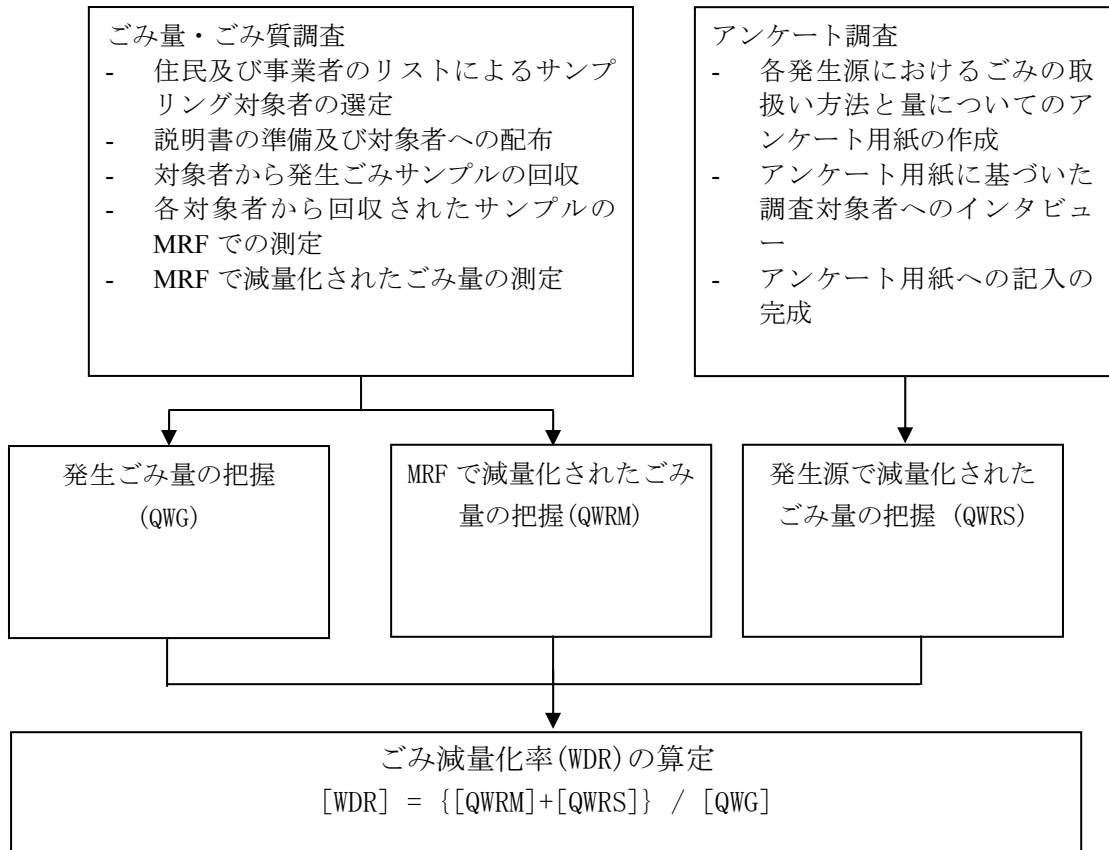 ごみ量・ごみ質調査
- 住民及び事業者のリストによるサンプ
リング対象者の選定
- 説明書の準備及び対象者への配布
- 対象者から発生ごみサンプルの回収
- 各対象者から回収されたサンプルの
MRF での測定
- MRF で減量化されたごみ量の測定
アンケート調査
- 各発生源におけるごみの取
扱い方法と量についてのア
ンケート用紙の作成
- アンケート用紙に基づいた
調査対象者へのインタビュ
ー
- アンケート用紙への記入の
完成
発生ごみ量の把握
(QWG)
MRF で減量化されたごみ
量の把握(QWRM)
発生源で減量化された
ごみ量の把握 (QWRS)
ごみ減量化率(WDR)の算定
[WDR] = {[QWRM]+[QWRS]} / [QWG]